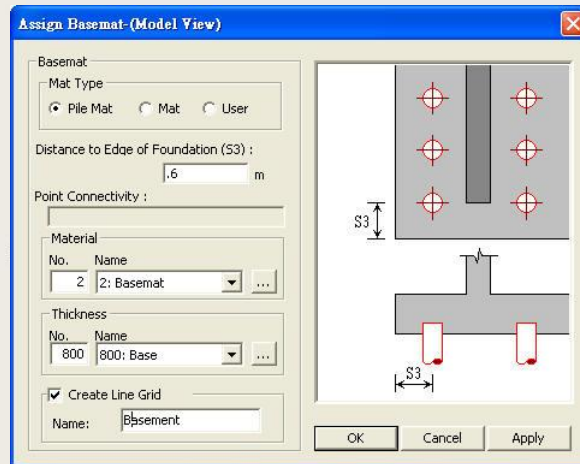 Assign Basemat-(Model View)
Basemat
Mat Type
Pile Mat
Mat
User
Distance to Edge of Foundation (S3) :
.6 m
Point Connectivity :
Material
No. Name
2 2: Basemat ...
Thickness
No. Name
800 800: Base ...
Create Line Grid
Name: Basement
S3
S3
OK Cancel Apply